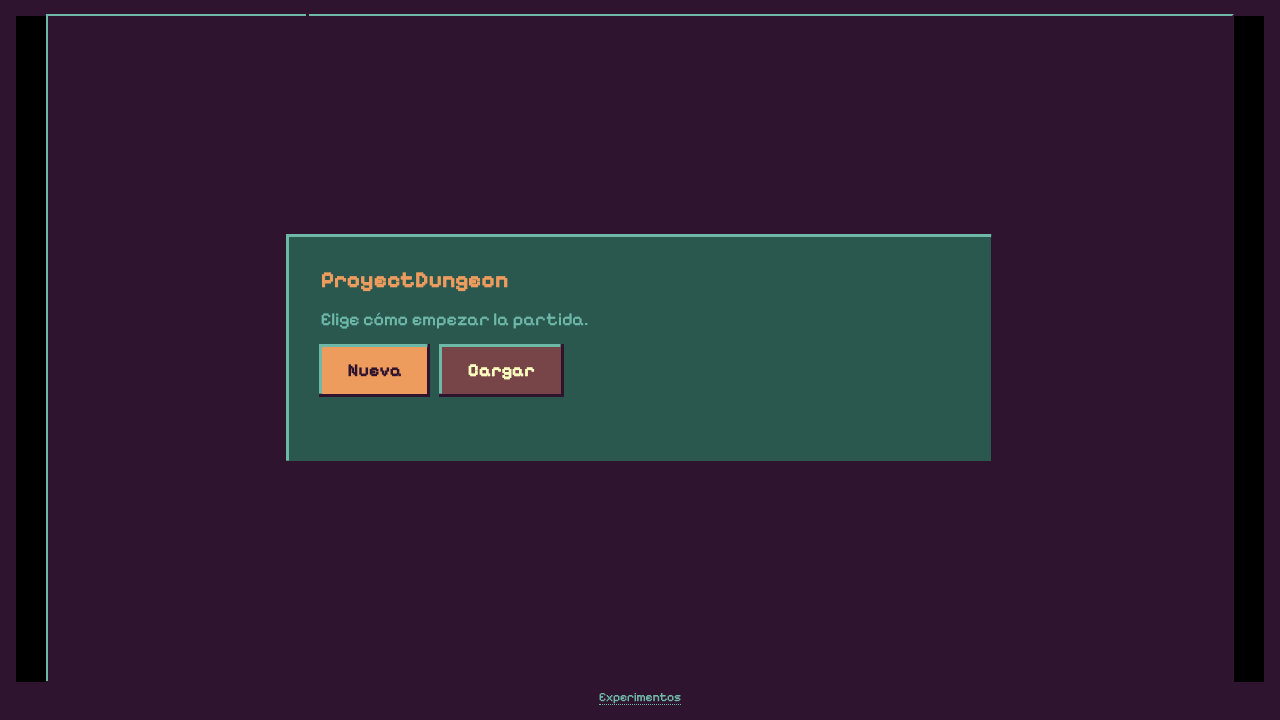 ProyectDungeon
Elige cómo empezar la partida.
Nueva
Cargar
Experimentos